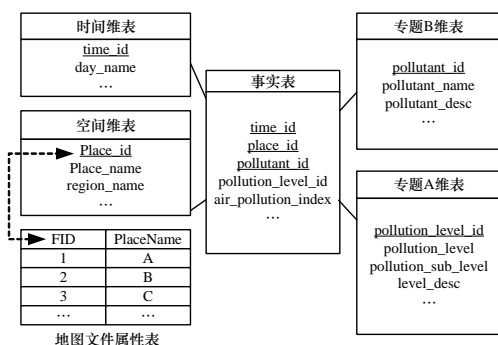 时间维表
time_id
day_name
…
空间维表
Place_id
Place_name
region_name
…
FID PlaceName
1 A
2 B
3 C
… …
地图文件属性表
事实表
time_id
place_id
pollutant_id
pollution_level_id
air_pollution_index
…
专题B维表
pollutant_id
pollutant_name
pollutant_desc
…
专题A维表
pollution_level_id
pollution_level
pollution_sub_level
level_desc
…